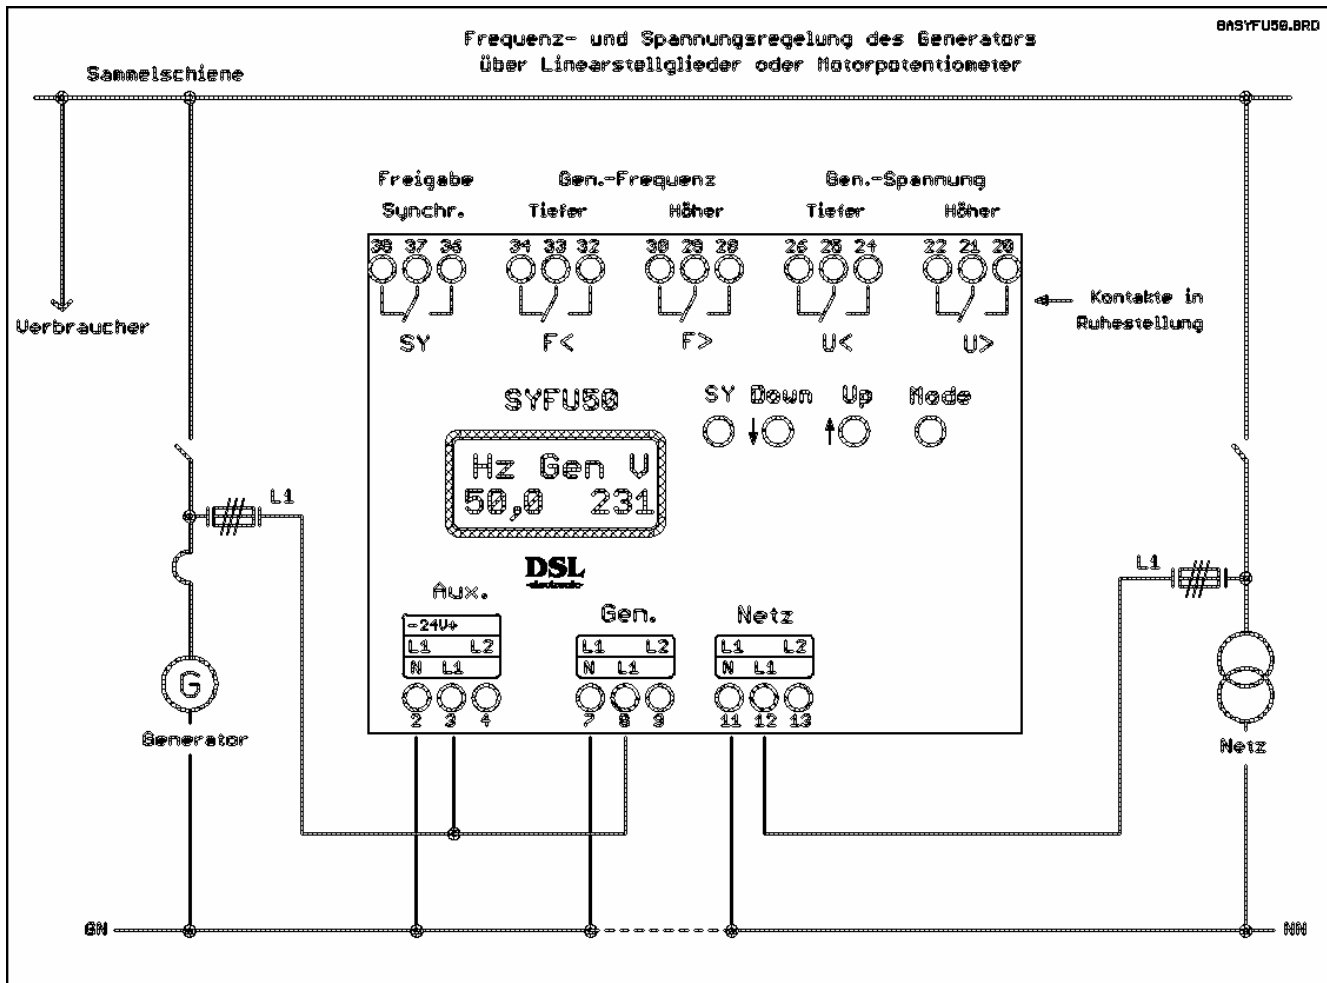 0ASYFU50.BRD
Frequenz- und Spannungsregelung des Generators
über Linearstellglieder oder Motorpotentiometer
Sammelschiene
Freigabe Gen.-Frequenz Gen.-Spannung
Synchr. Tiefer Höher Tiefer Höher
38 37 36 34 33 32 30 29 28 26 25 24 22 21 20
Kontakte in
Ruhestellung
Verbraucher
SY F< F> U< U>
SYFU50
SY Down Up Mode
Hz Gen V
50,0 231
L1
DSL
electronic
L1
Aux. Gen. Netz
-24V+
L1 L2 L1 L2 L1 L2
N L1 N L1 N L1
G
2 3 4 7 8 9 11 12 13
Generator
Netz
GN
NN